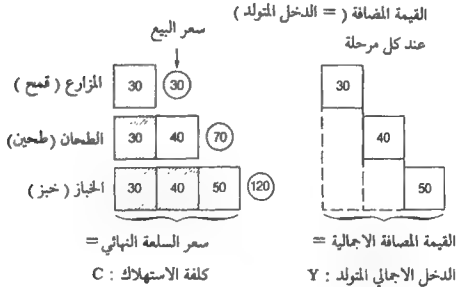 القيمة المضافة ( = الدخل المتولد )
عند كل مرحلة
سعر البيع
المزارع ( قمح ) 30 30
30
الطحان ( طحين) 30 40 70
40
الخباز ( خبز ) 30 40 50 120
50
القيمة المضافة الاجمالية =
الدخل الاجمالي المتولد : Y
سعر السلعة النهائي =
كلفة الاستهلاك : C